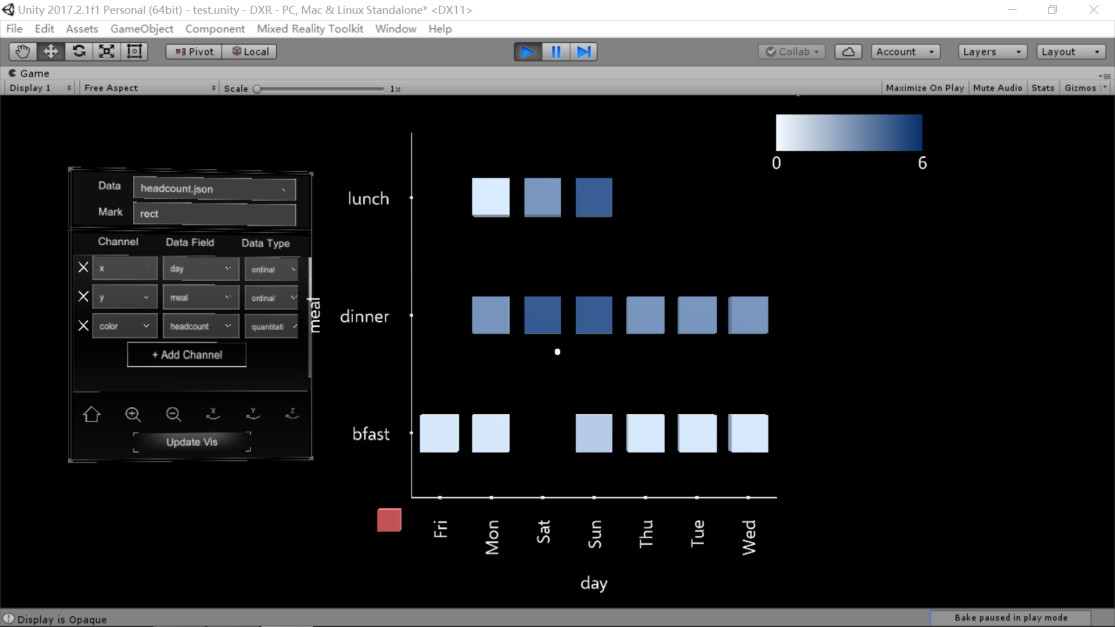 Unity 2017.2.1f1 Personal (64bit) - test.unity - DXR - PC, Mac & Linux Standalone* <DX11>
File Edit Assets GameObject Component Mixed Reality Toolkit Window Help
Pivot Local Collab Account Layers Layout
Game
Display 1 Free Aspect Scale 1x Maximize On Play Mute Audio Stats Gizmos
0 6
Data headcount.json
Mark rect
Channel Data Field Data Type
x day ordinal
y meal ordinal
color headcount quantitati
+ Add Channel
X Y Z
Update Vis
meal
lunch
dinner
bfast
Fri Mon Sat Sun Thu Tue Wed
day
Display is Opaque
Bake paused in play mode